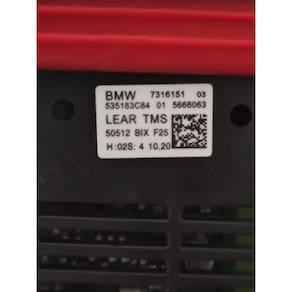 BMW 7316151 03
535183C84 01 5666063
LEAR TMS
50512 BIX F25
H:02S: 4 10.20